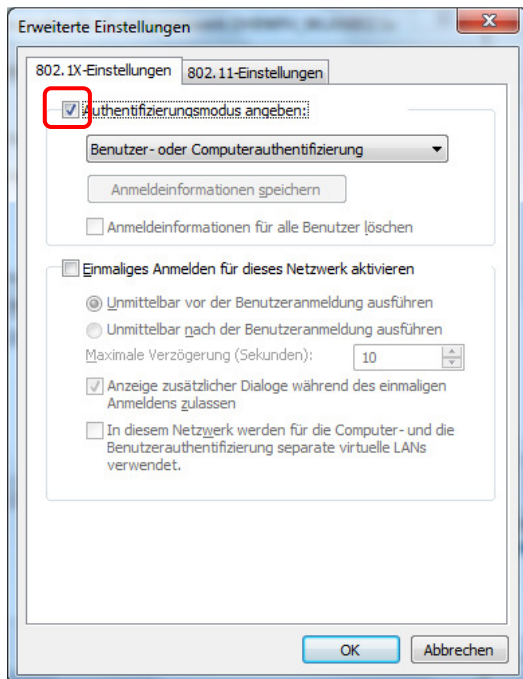 Erweiterte Einstellungen
802.1X-Einstellungen 802.11-Einstellungen
Authentifizierungsmodus angeben:
Benutzer- oder Computerauthentifizierung
Anmeldeinformationen speichern
Anmeldeinformationen für alle Benutzer löschen
Einmaliges Anmelden für dieses Netzwerk aktivieren
Unmittelbar vor der Benutzeranmeldung ausführen
Unmittelbar nach der Benutzeranmeldung ausführen
Maximale Verzögerung (Sekunden): 10
Anzeige zusätzlicher Dialoge während des einmaligen
Anmeldens zulassen
In diesem Netzwerk werden für die Computer- und die
Benutzerauthentifizierung separate virtuelle LANs
verwendet.
OK Abbrechen